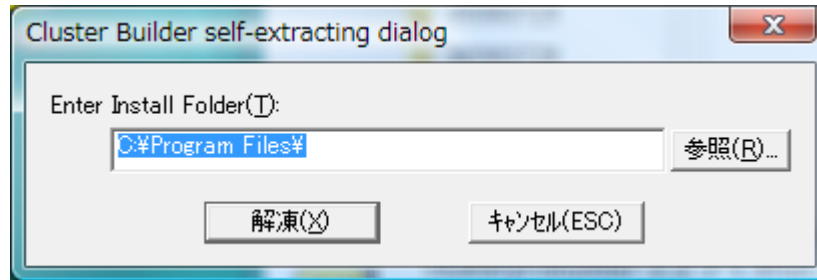 Cluster Builder self-extracting dialog
Enter Install Folder(T):
C:¥Program Files¥
参照(R)...
解凍(X)
ｷｬﾝｾﾙ(ESC)